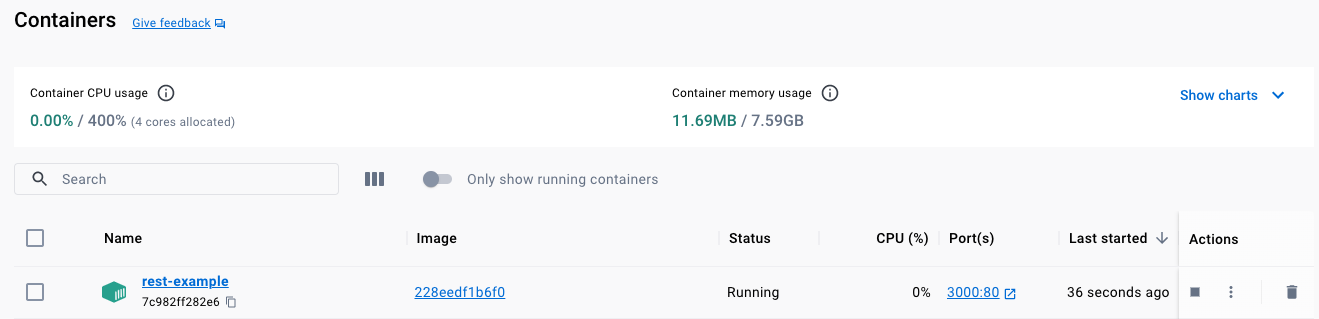 Containers Give feedback
Container CPU usage Container memory usage
Show charts
0.00% / 400% (4 cores allocated) 11.69MB / 7.59GB
Search Only show running containers
Name Image Status CPU (%) Port(s) Last started Actions
rest-example
7c982ff282e6 228eedf1b6f0 Running 0% 3000:80 36 seconds ago